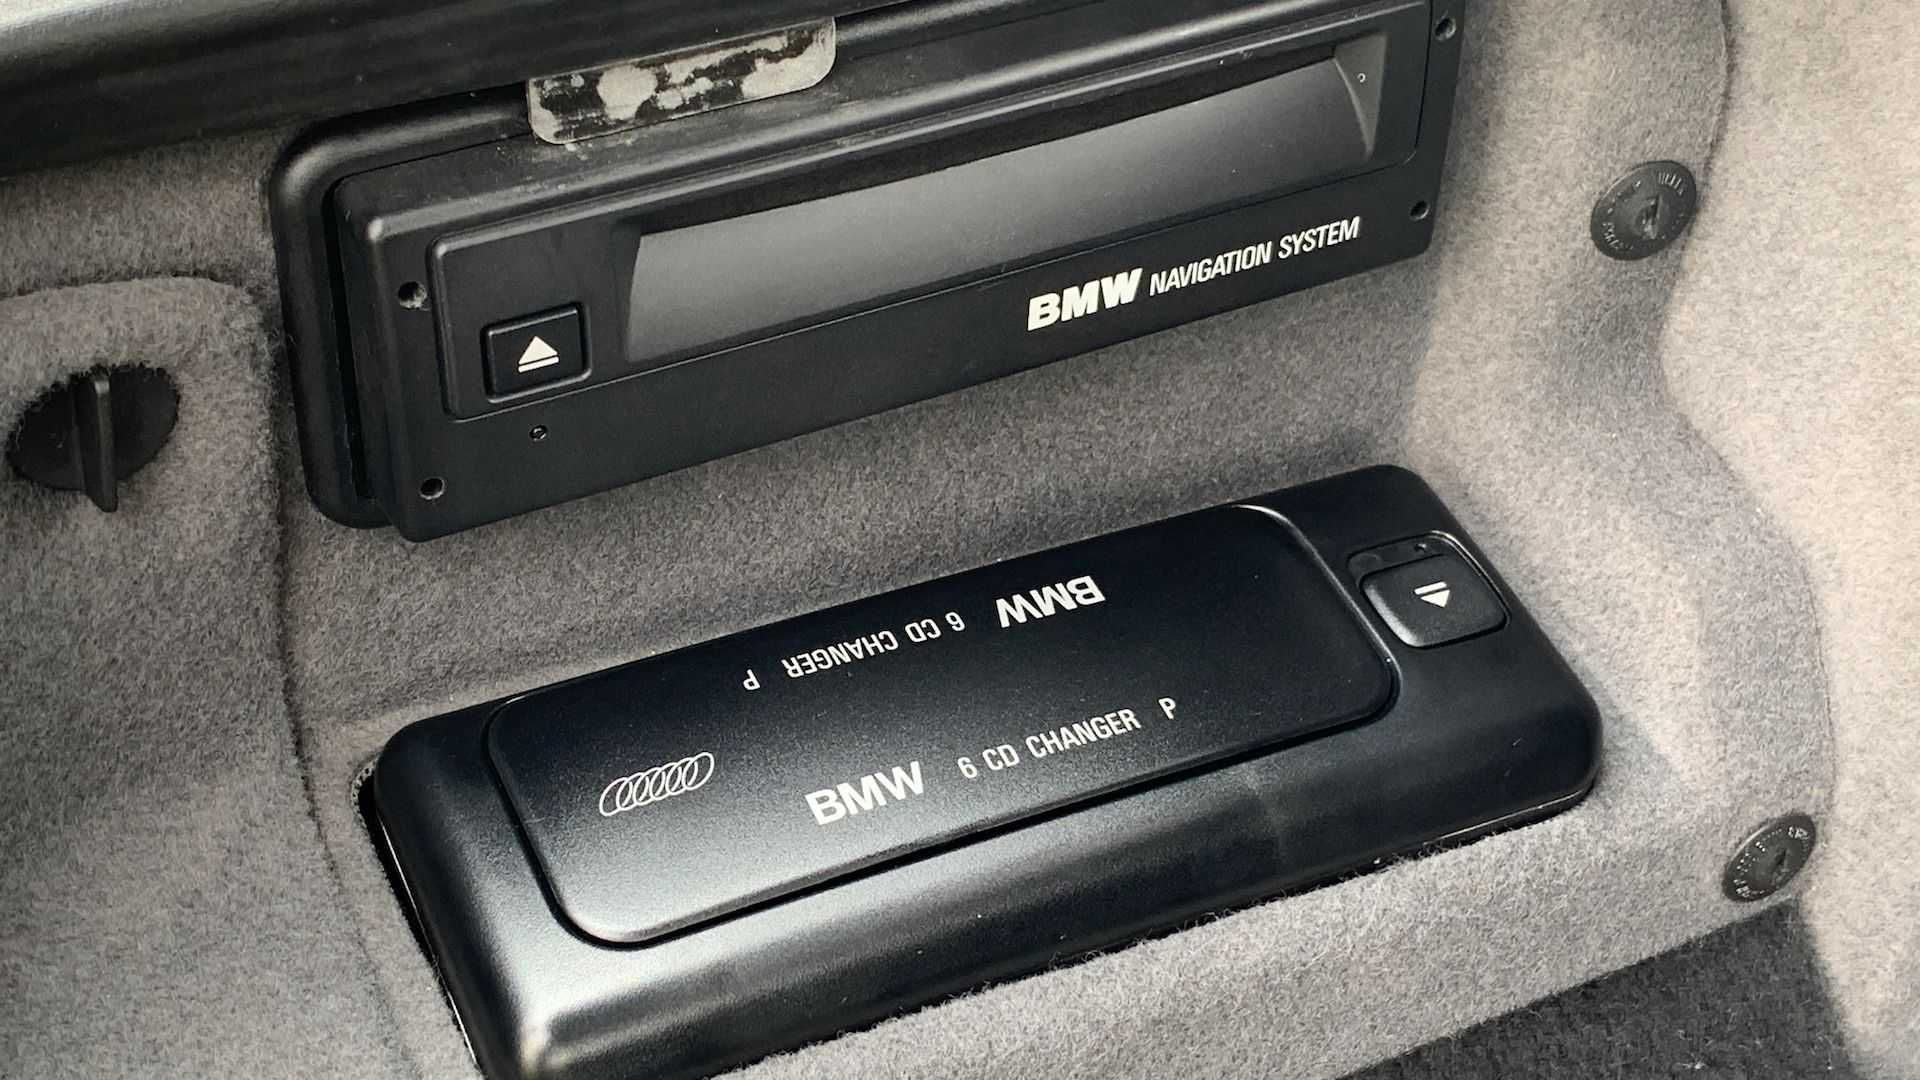 BMW NAVIGATION SYSTEM
BMW 6 CD CHANGER P
BMW 6 CD CHANGER P